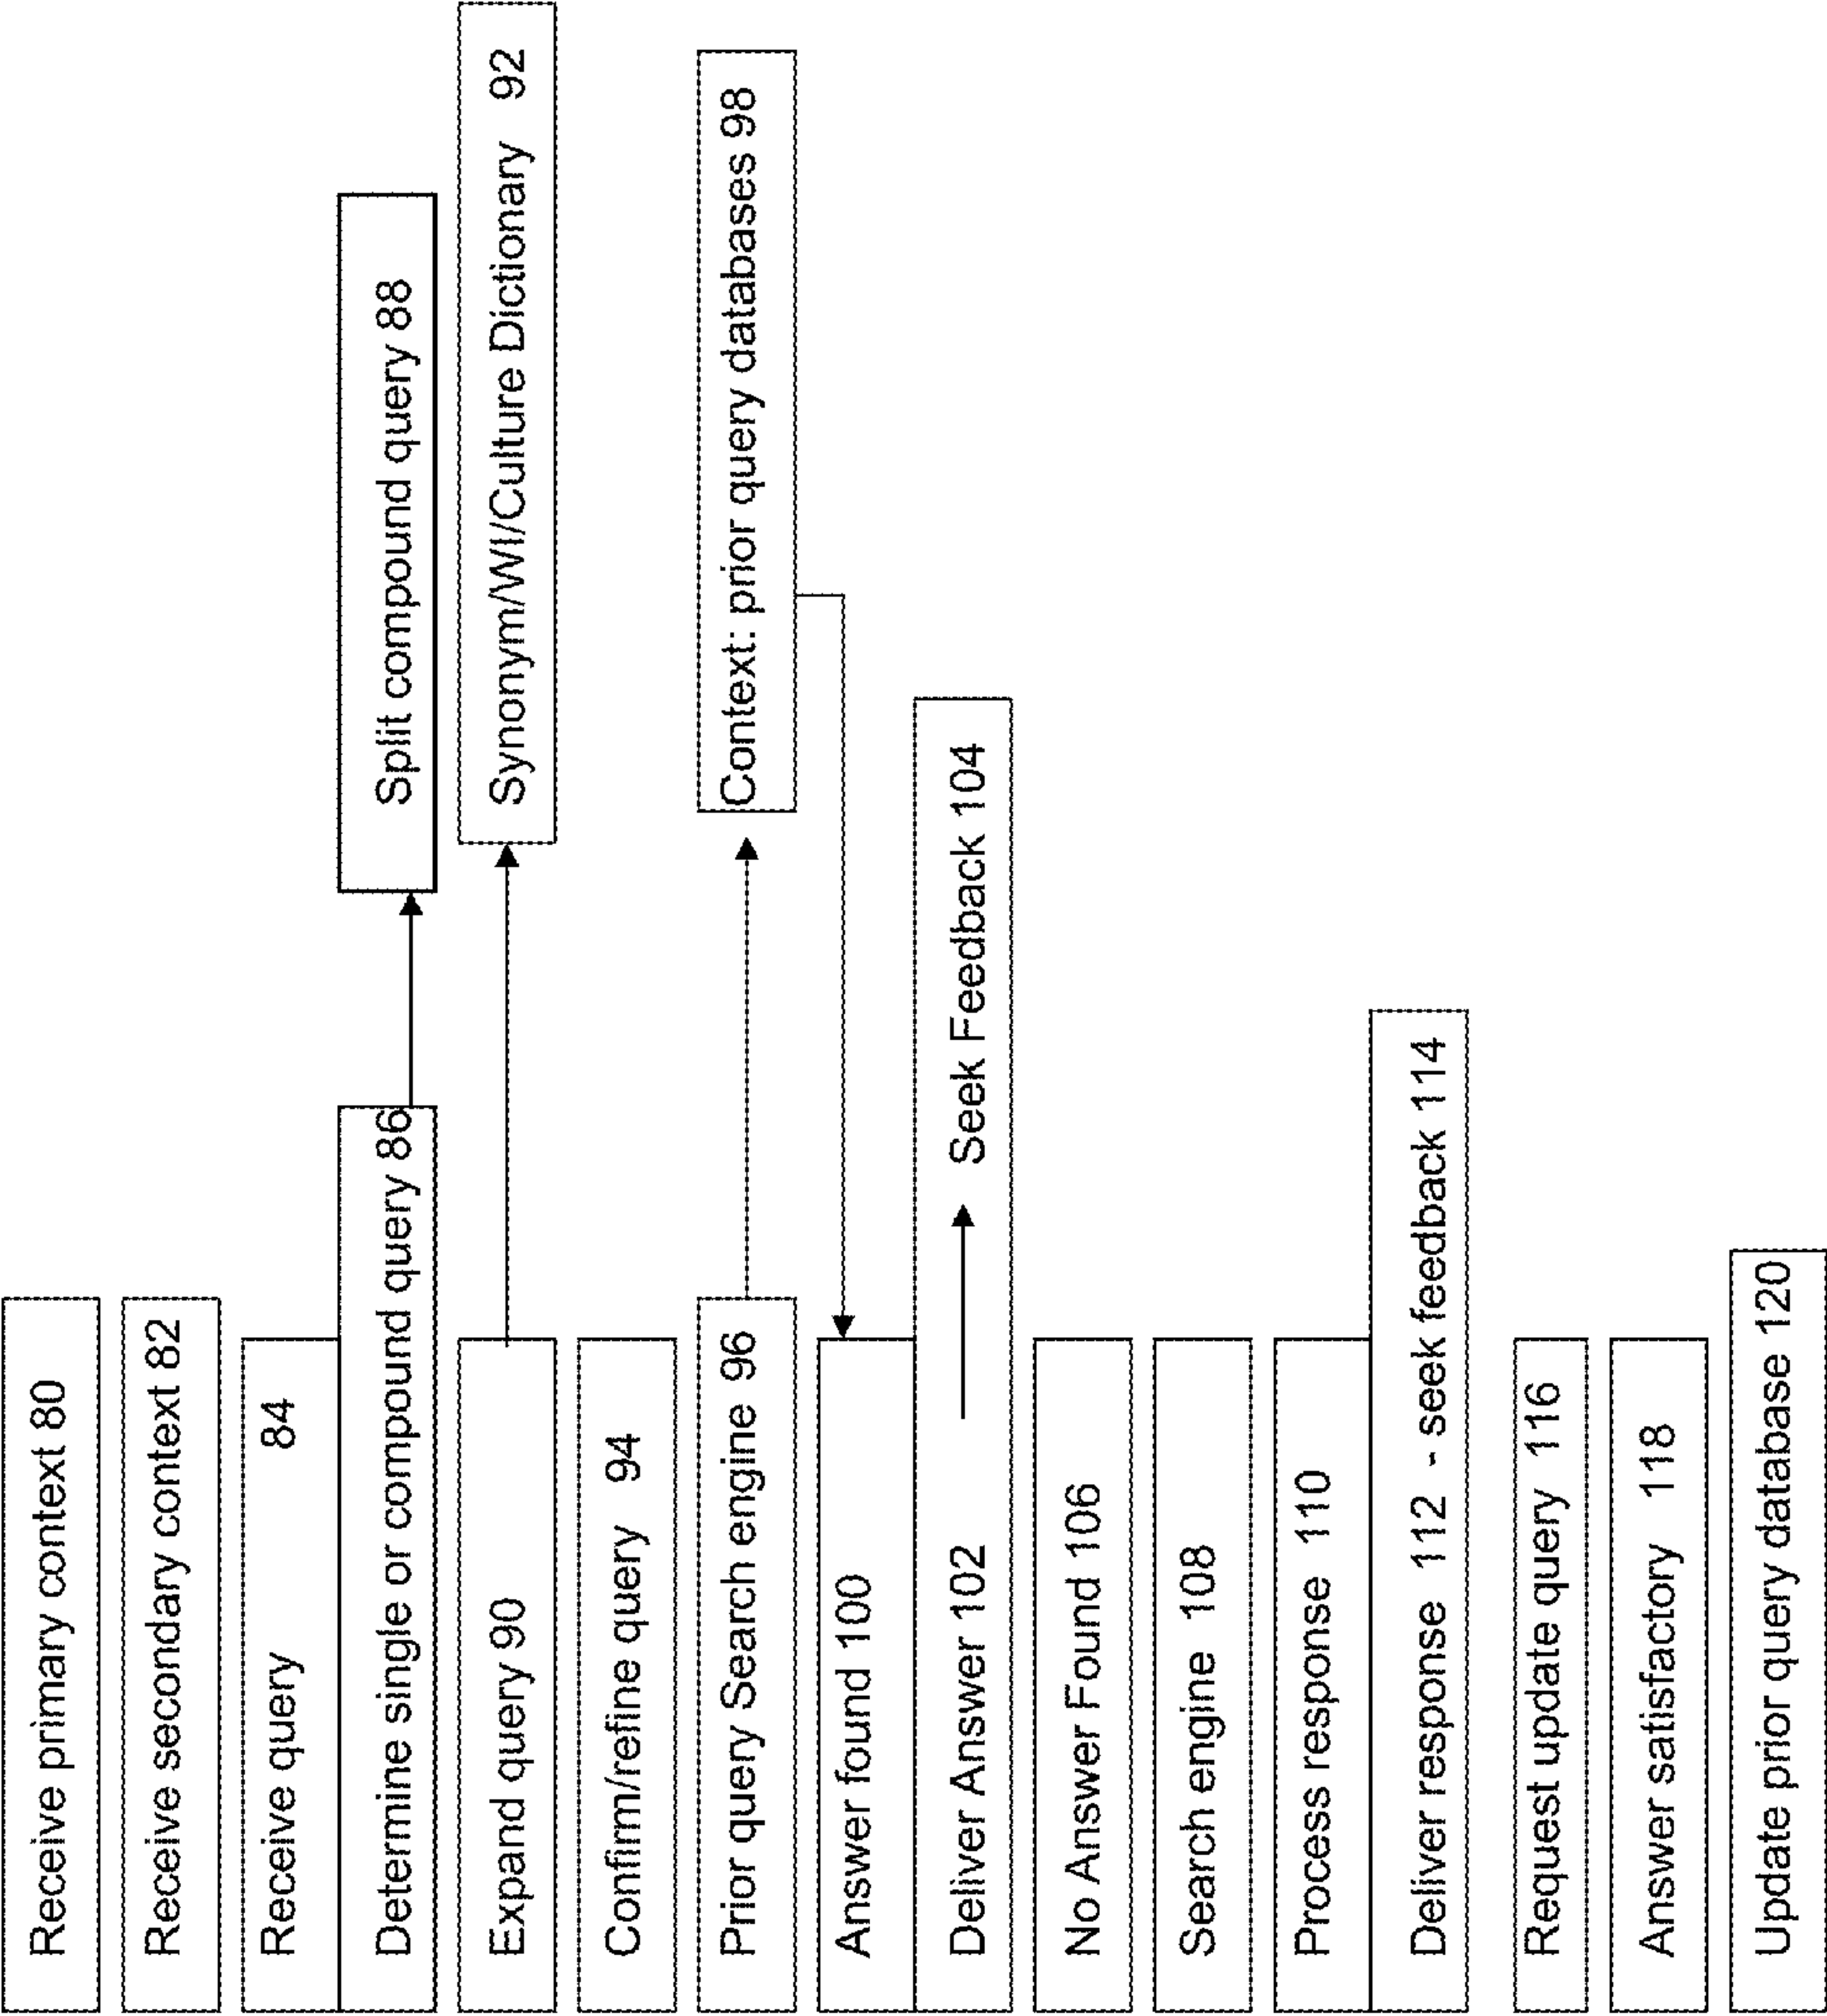 Receive primary context 80
Receive secondary context 82
Receive query 84
Determine single or compound query 86
Split compound query 88
Expand query 90
Synonym/WI/Culture Dictionary 92
Confirm/refine query 94
Prior query Search engine 96
Context: prior query databases 98
Answer found 100
Deliver Answer 102
Seek Feedback 104
No Answer Found 106
Search engine 108
Process response 110
Deliver response 112 - seek feedback 114
Request update query 116
Answer satisfactory 118
Update prior query database 120